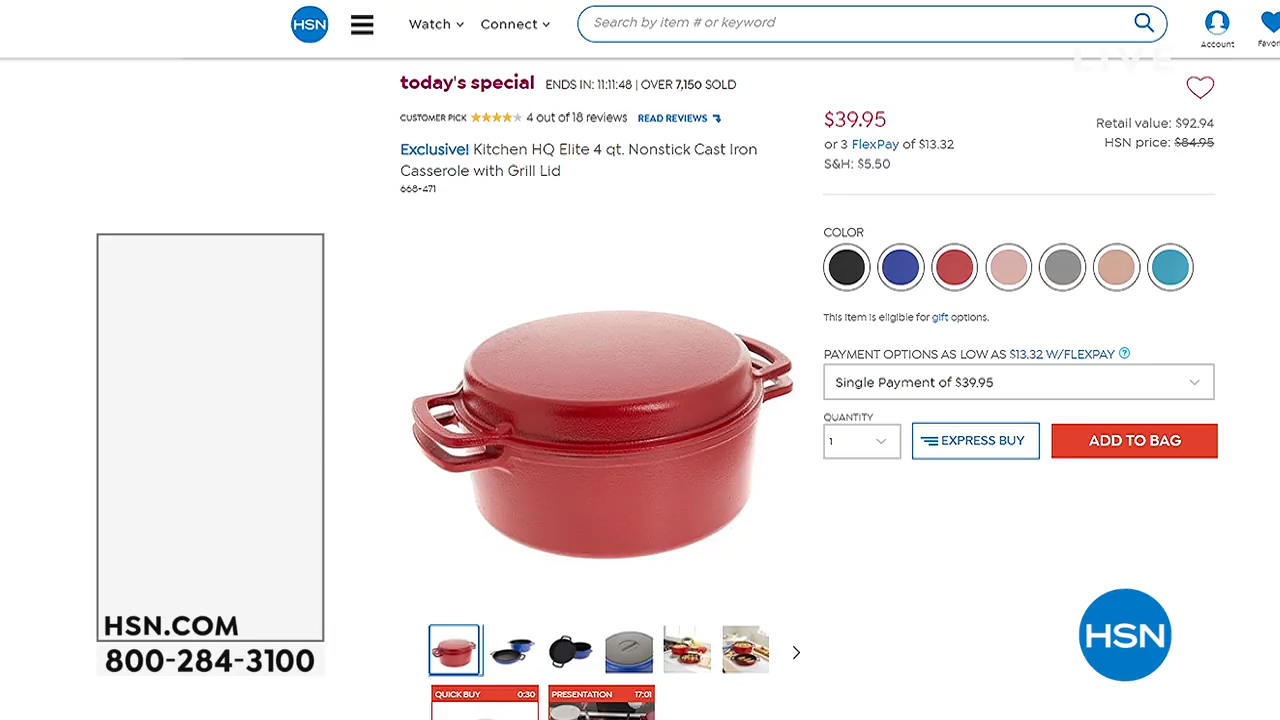 HSN
Watch
Connect
Search by item # or keyword
Account
Favor
LIVE
today's special ENDS IN: 11:11:48 | OVER 7,150 SOLD
CUSTOMER PICK 4 out of 18 reviews READ REVIEWS
Exclusive! Kitchen HQ Elite 4 qt. Nonstick Cast Iron
Casserole with Grill Lid
668-471
$39.95
or 3 FlexPay of $13.32
S&H: $5.50
Retail value: $92.94
HSN price: $84.95
COLOR
This item is eligible for gift options.
PAYMENT OPTIONS AS LOW AS $13.32 W/FLEXPAY ?
Single Payment of $39.95
QUANTITY
1
EXPRESS BUY
ADD TO BAG
HSN.COM
800-284-3100
HSN
QUICK BUY 0:30
PRESENTATION 17:01